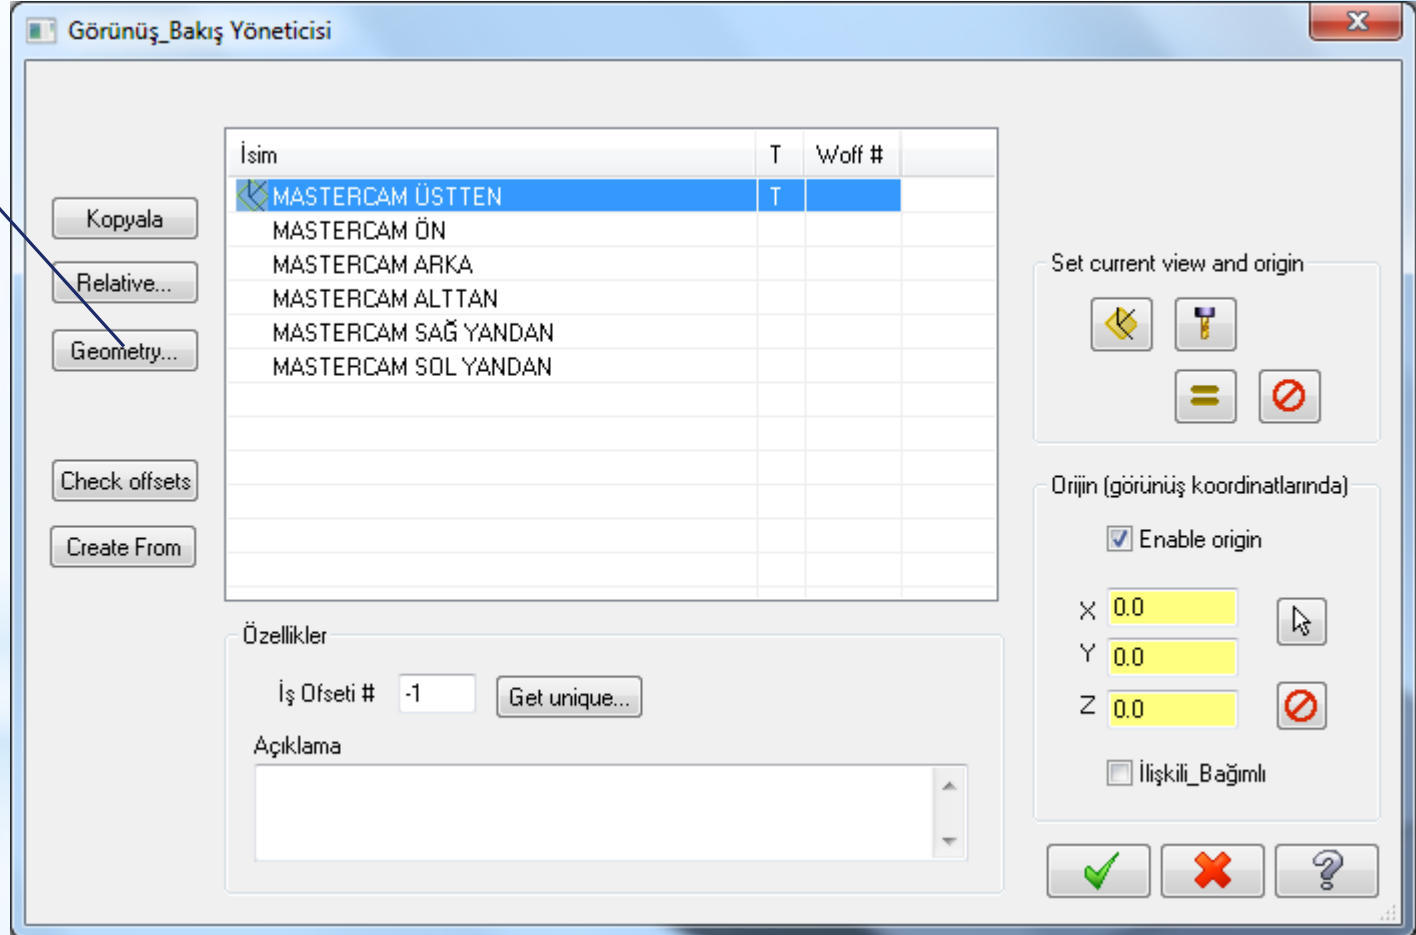 Görünüş_Bakış Yöneticisi
İsim T Woff #
MASTERCAM ÜSTTEN T
MASTERCAM ÖN
MASTERCAM ARKA
MASTERCAM ALTTAN
MASTERCAM SAĞ YANDAN
MASTERCAM SOL YANDAN
Kopyala
Relative...
Geometry...
Check offsets
Create From
Set current view and origin
Orijin (görünüş koordinatlarında)
Enable origin
X 0.0
Y 0.0
Z 0.0
İlişkili_Bağımlı
Özellikler
İş Ofseti # -1 Get unique...
Açıklama